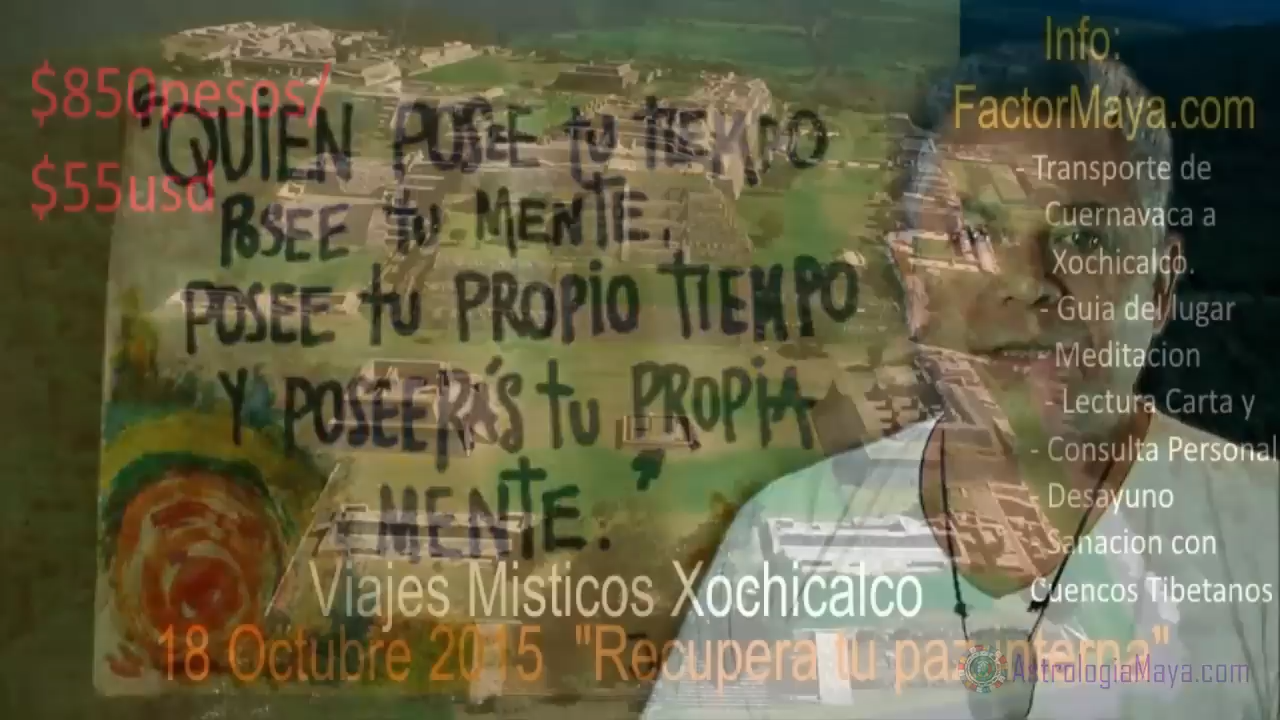 $850pesos/
$55usd
"QUIEN POSEE tu TIEMPO
POSEE tu MENTE.
POSEE tu PROPIO TIEMPO
Y POSEERÁS tu PROPIA
MENTE."
Viajes Misticos Xochicalco
18 Octubre 2015 "Recupera tu paz interna"
Info:
FactorMaya.com
- Transporte de
Cuernavaca a
Xochicalco.
- Guia del lugar
- Meditacion
- Lectura Carta y
- Consulta Personal
- Desayuno
- Sanacion con
Cuencos Tibetanos
AstrologiaMaya.com